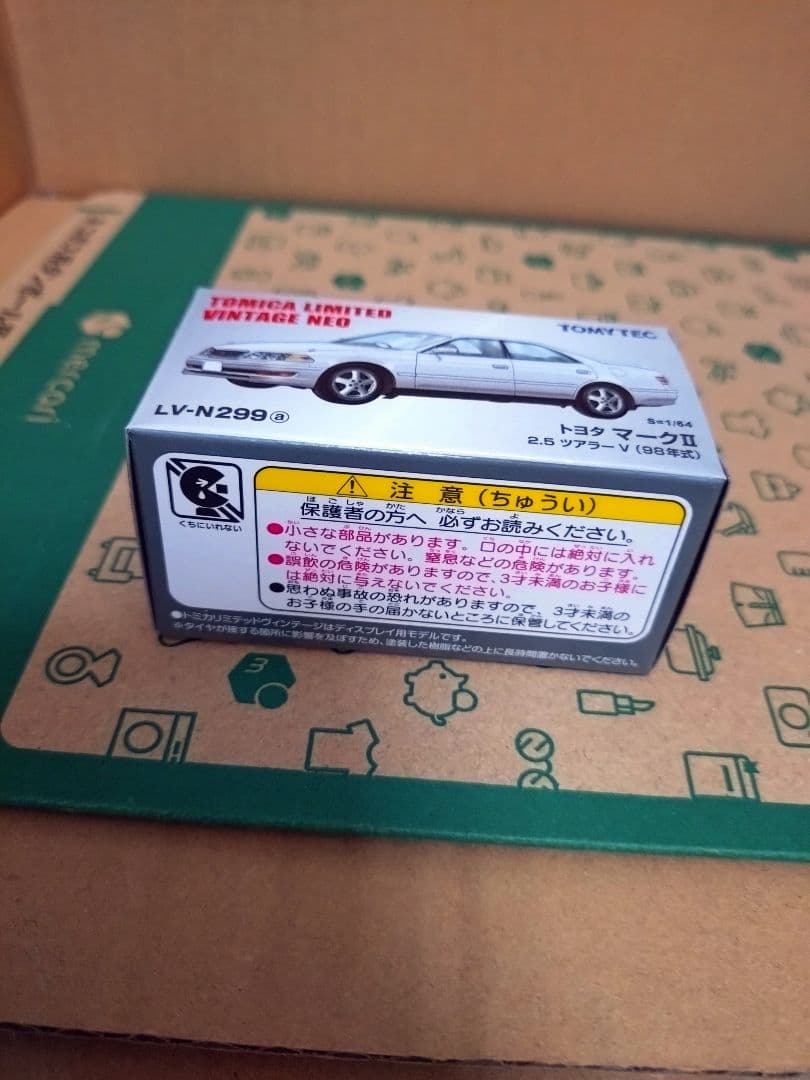 TOMICA LIMITED
VINTAGE NEO
TOMYTEC
LV-N299ⓐ
S=1/64
トヨタ マークⅡ
2.5 ツアラーV (98年式)
くちにいれない
注 意 (ちゅうい)
保護者の方へ 必ずお読みください。
●小さな部品があります。口の中には絶対に入れ
ないでください。窒息などの危険があります。
●誤飲の危険がありますので、3才未満のお子様に
は絶対に与えないでください。
●思わぬ事故の恐れがありますので、3才未満の
お子様の手の届かないところに保管してください。
●トミカリミテッドヴィンテージはディスプレイ用モデルです。
※タイヤが接する箇所に影響を及ぼすため、塗装した樹脂などの上に長時間置かないでください。
mercari